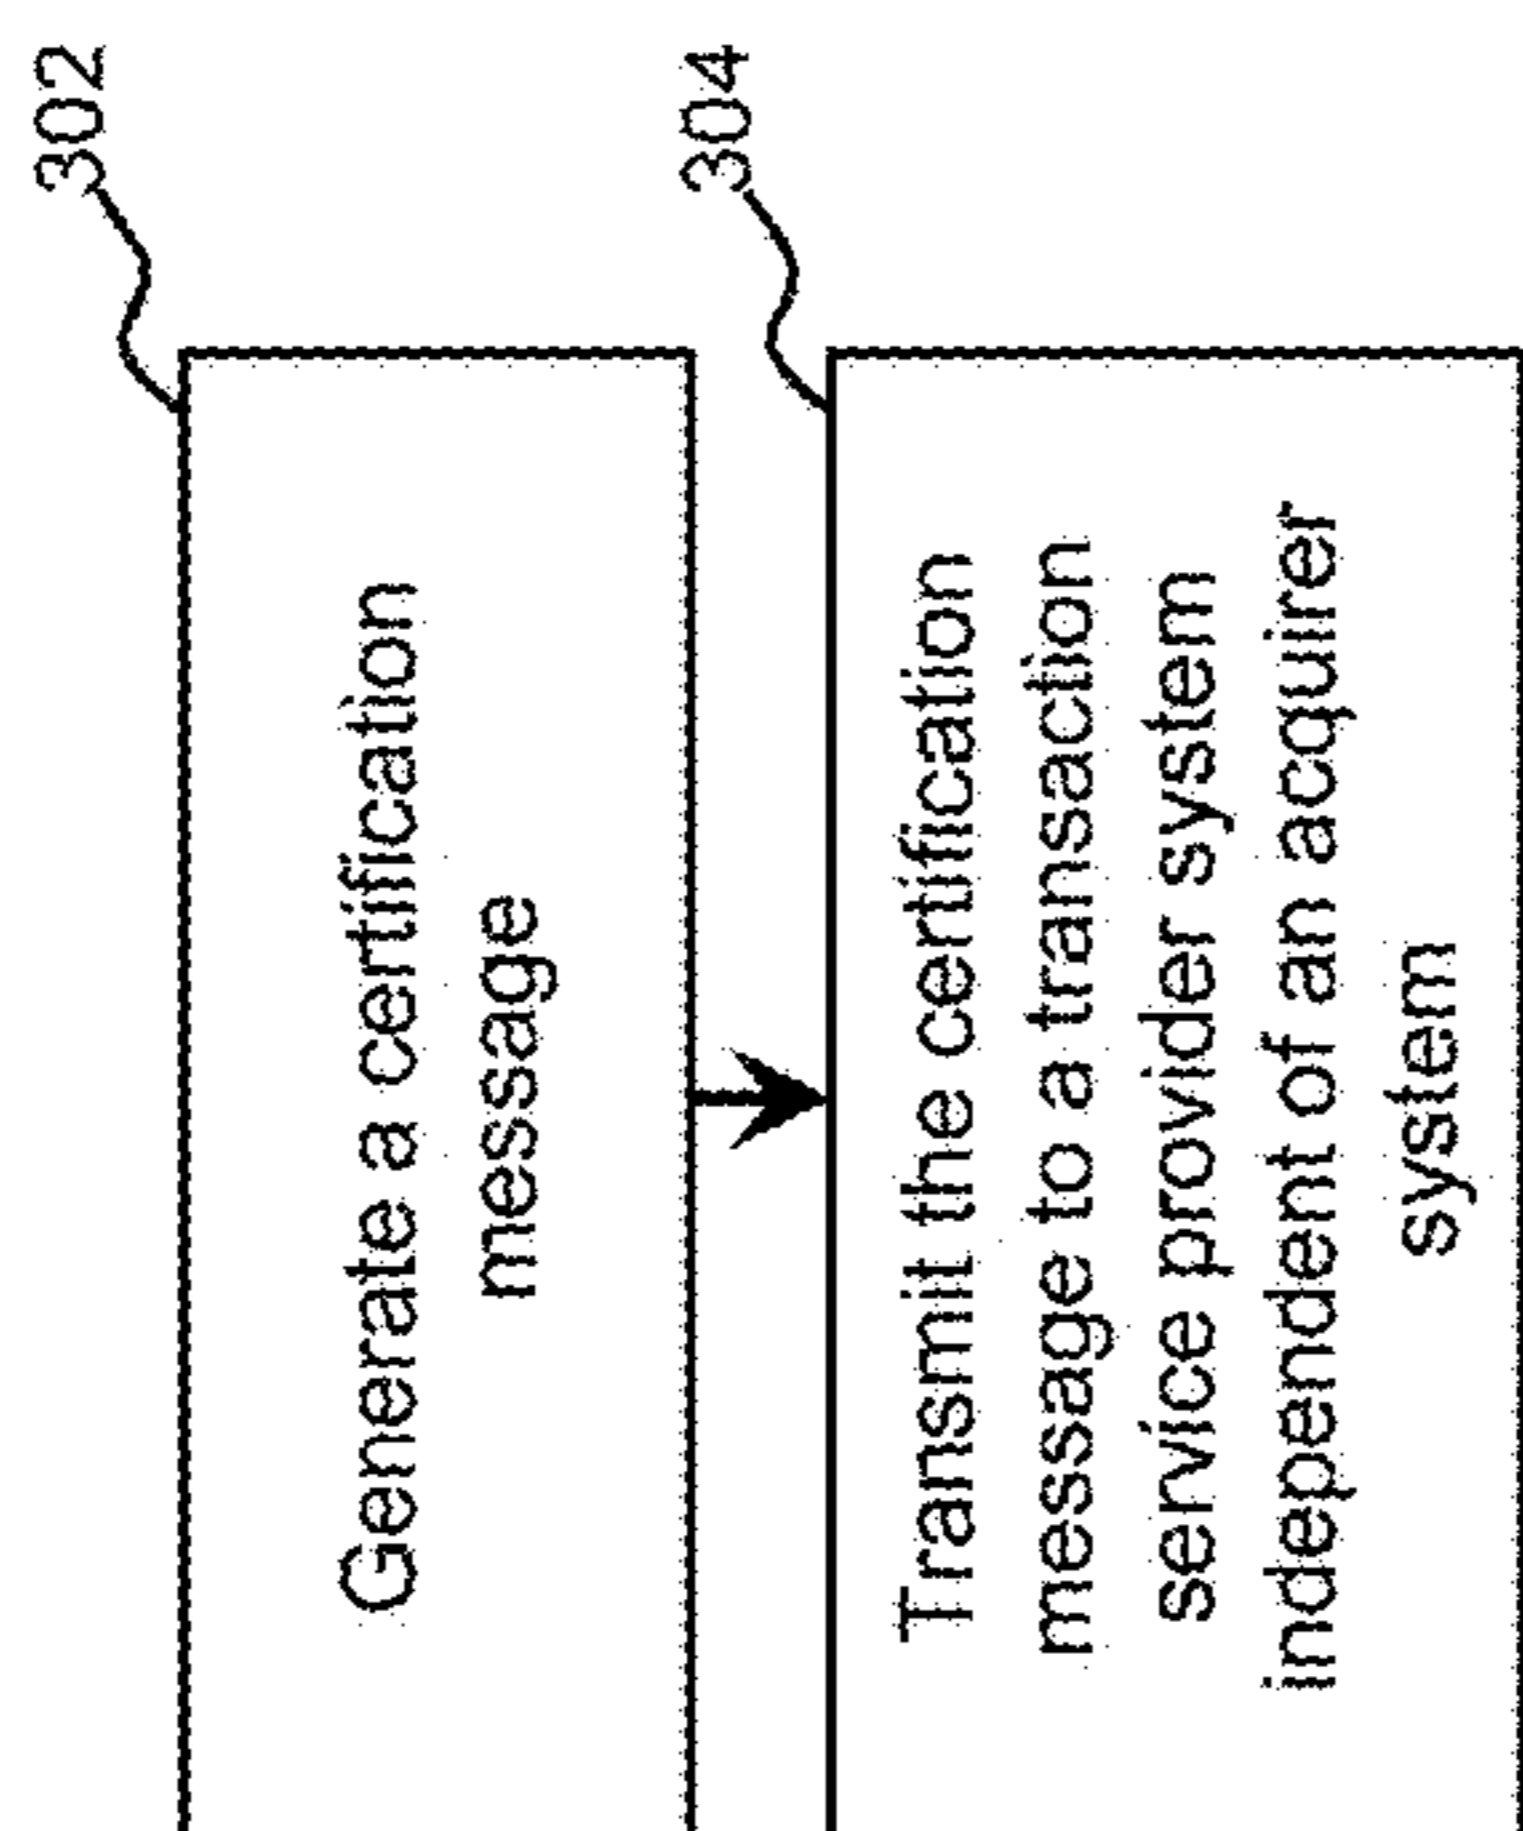 302
Generate a certification
message
304
Transmit the certification
message to a transaction
service provider system
independent of an acquirer
system